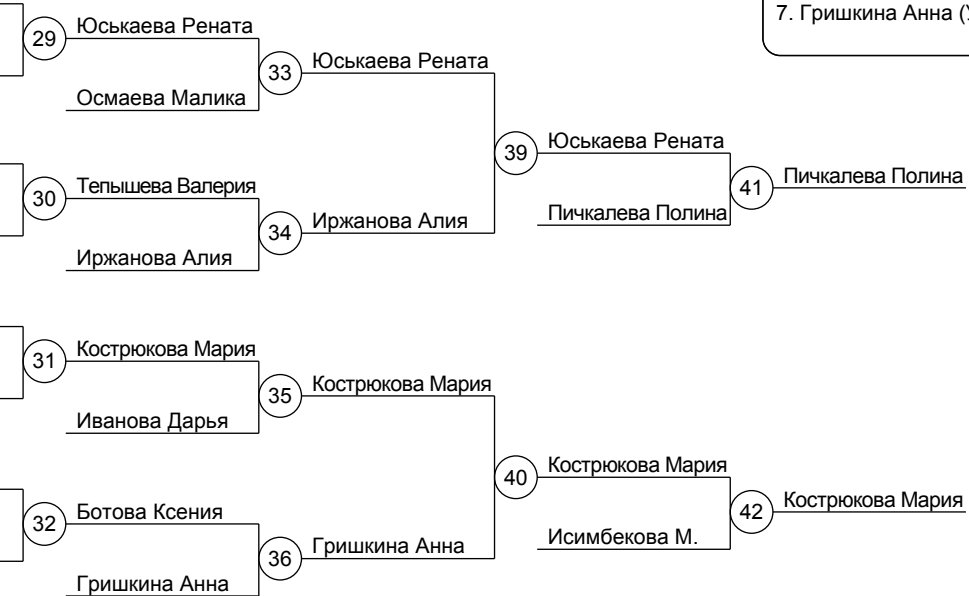 7. Гришкина Анна (У
29
Юськаева Рената
Осмаева Малика
33
Юськаева Рената
30
Тепышева Валерия
Иржанова Алия
34
Иржанова Алия
39
Юськаева Рената
Пичкалева Полина
41
Пичкалева Полина
31
Кострюкова Мария
Иванова Дарья
35
Кострюкова Мария
32
Ботова Ксения
Гришкина Анна
36
Гришкина Анна
40
Кострюкова Мария
Исимбекова М.
42
Кострюкова Мария